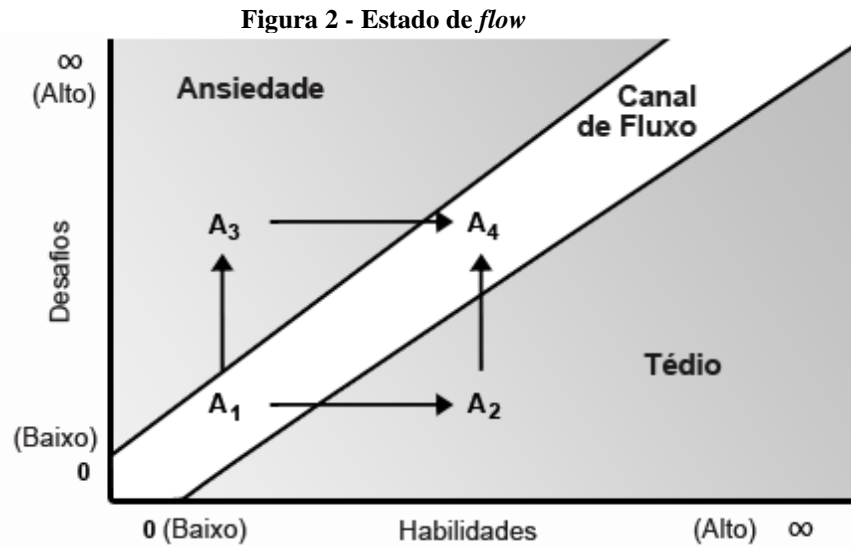 Figura 2 - Estado de flow
∞
(Alto)
Ansiedade
Canal
de Fluxo
A3
A4
Desafios
Tédio
A1
A2
(Baixo)
0
0 (Baixo)
Habilidades
(Alto) ∞